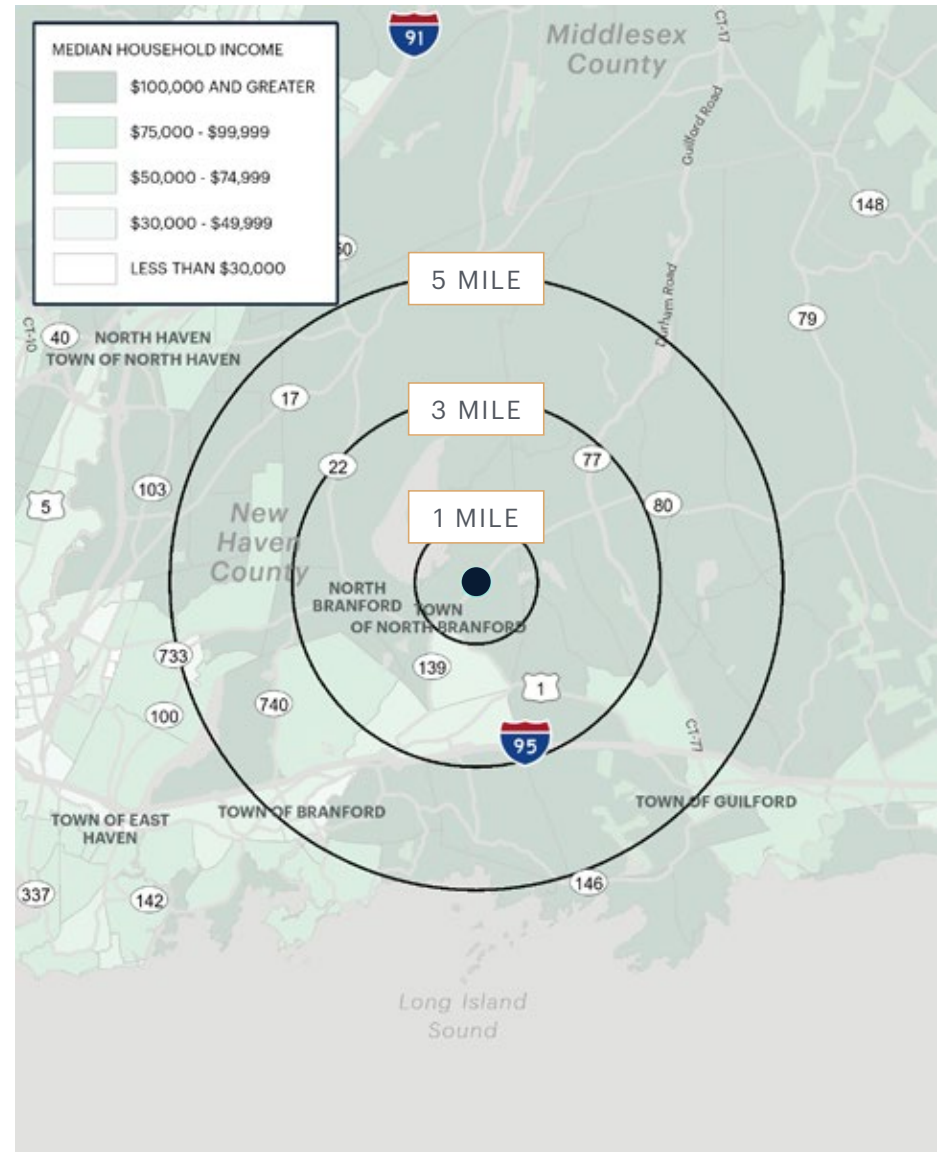 MEDIAN HOUSEHOLD INCOME
$100,000 AND GREATER
$75,000 - $99,999
$50,000 - $74,999
$30,000 - $49,999
LESS THAN $30,000
91
Middlesex
County
CT-17
Guilford Road
148
50
5 MILE
Durham Road
79
CT-10
40
NORTH HAVEN
TOWN OF NORTH HAVEN
17
3 MILE
22
77
103
5
80
1 MILE
New
Haven
County
NORTH
BRANFORD
TOWN
OF NORTH BRANFORD
733
139
1
740
100
95
CT-77
TOWN OF EAST
HAVEN
TOWN OF BRANFORD
TOWN OF GUILFORD
337
142
146
Long Island
Sound